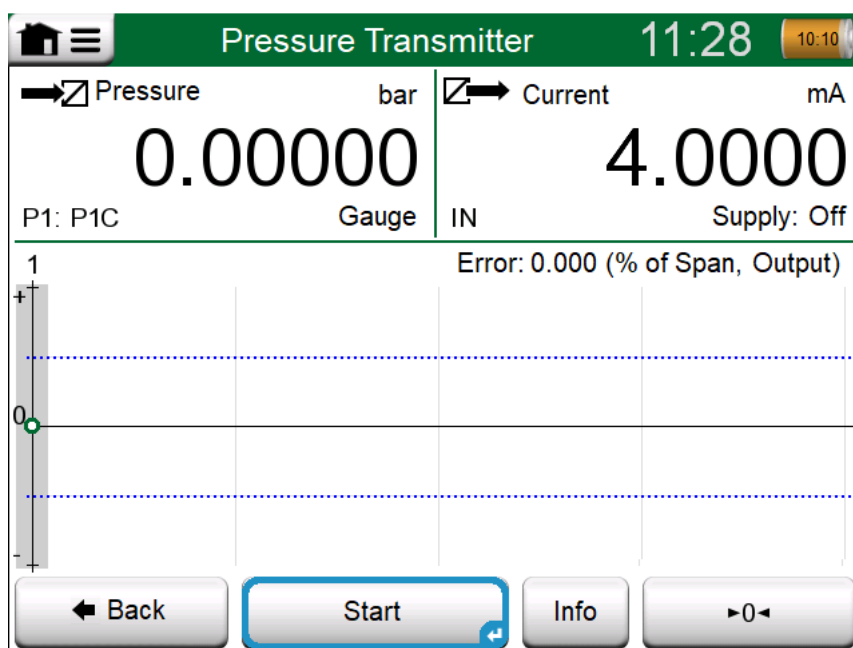 Pressure Transmitter 11:28 10:10
Pressure bar
0.00000
P1: P1C Gauge
Current mA
4.0000
IN Supply: Off
1 Error: 0.000 (% of Span, Output)
+
0
-
Back Start Info ►0◄